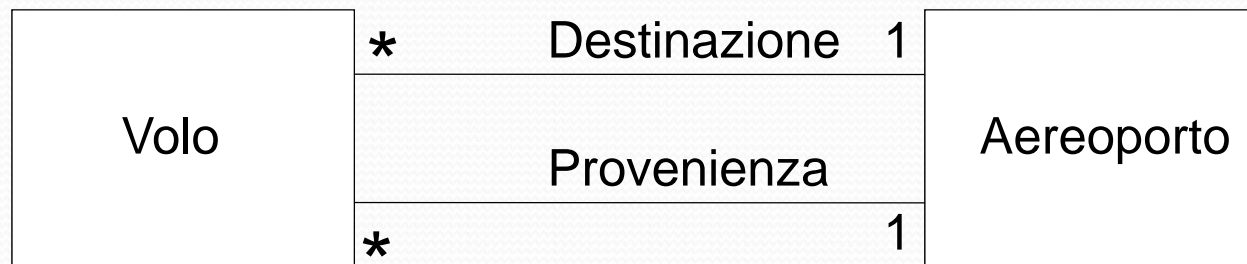 * Destinazione 1
Volo
Aereoporto
Provenienza
* 1